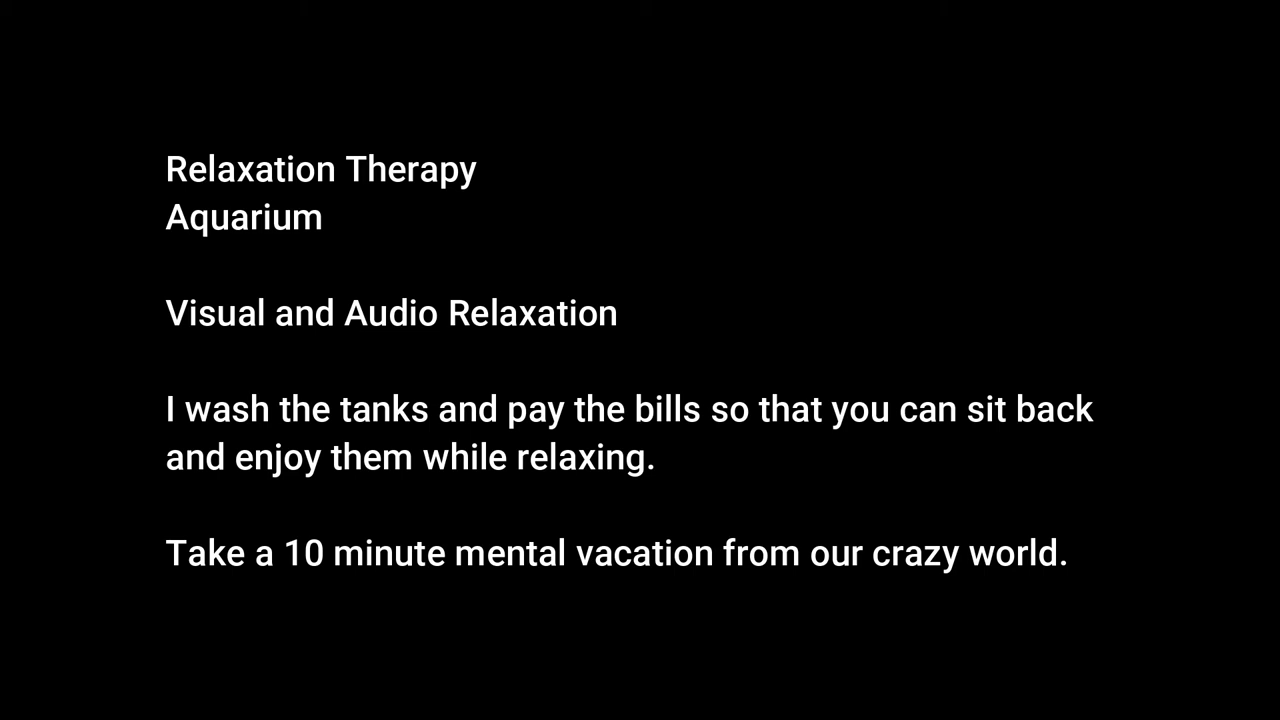 Relaxation Therapy
Aquarium
Visual and Audio Relaxation
I wash the tanks and pay the bills so that you can sit back
and enjoy them while relaxing.
Take a 10 minute mental vacation from our crazy world.